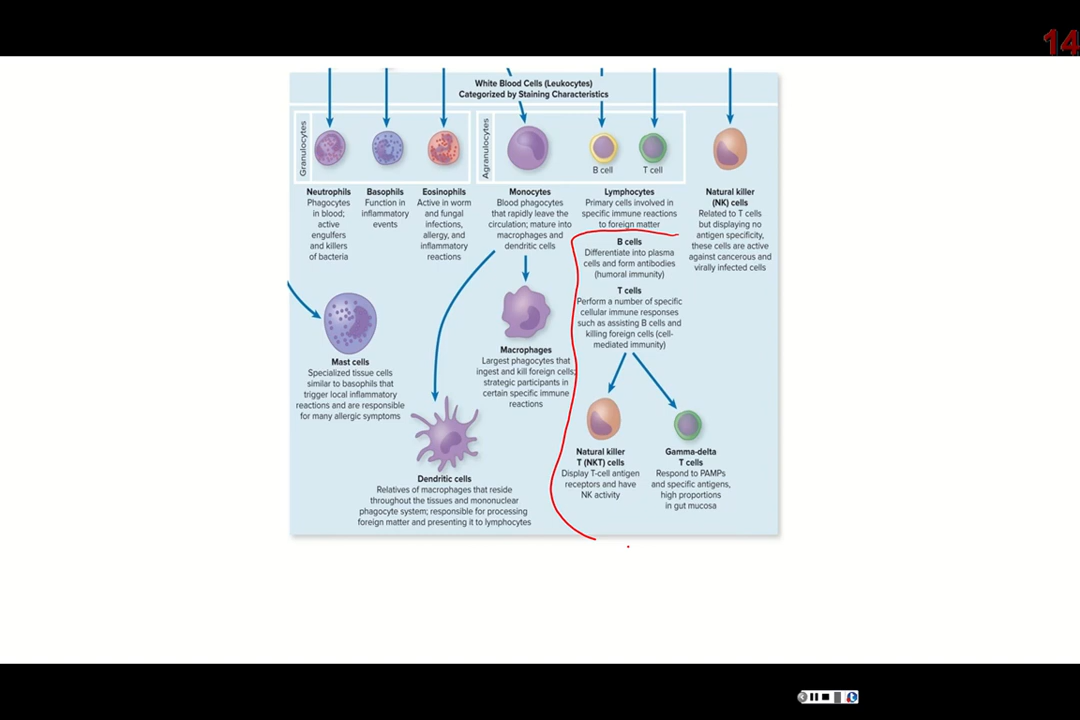 14
White Blood Cells (Leukocytes)
Categorized by Staining Characteristics
Granulocytes
Agranulocytes
B cell
T cell
Neutrophils
Phagocytes
in blood;
active
engulfers
and killers
of bacteria
Basophils
Function in
inflammatory
events
Eosinophils
Active in worm
and fungal
infections,
allergy, and
inflammatory
reactions
Monocytes
Blood phagocytes
that rapidly leave the
circulation; mature into
macrophages and
dendritic cells
Lymphocytes
Primary cells involved in
specific immune reactions
to foreign matter
B cells
Differentiate into plasma
cells and form antibodies
(humoral immunity)
T cells
Perform a number of specific
cellular immune responses
such as assisting B cells and
killing foreign cells (cell-
mediated immunity)
Natural killer
(NK) cells
Related to T cells
but displaying no
antigen specificity,
these cells are active
against cancerous and
virally infected cells
Mast cells
Specialized tissue cells
similar to basophils that
trigger local inflammatory
reactions and are responsible
for many allergic symptoms
Macrophages
Largest phagocytes that
ingest and kill foreign cells;
strategic participants in
certain specific immune
reactions
Dendritic cells
Relatives of macrophages that reside
throughout the tissues and mononuclear
phagocyte system; responsible for processing
foreign matter and presenting it to lymphocytes
Natural killer
T (NKT) cells
Display T-cell antigen
receptors and have
NK activity
Gamma-delta
T cells
Respond to PAMPs
and specific antigens,
high proportions
in gut mucosa